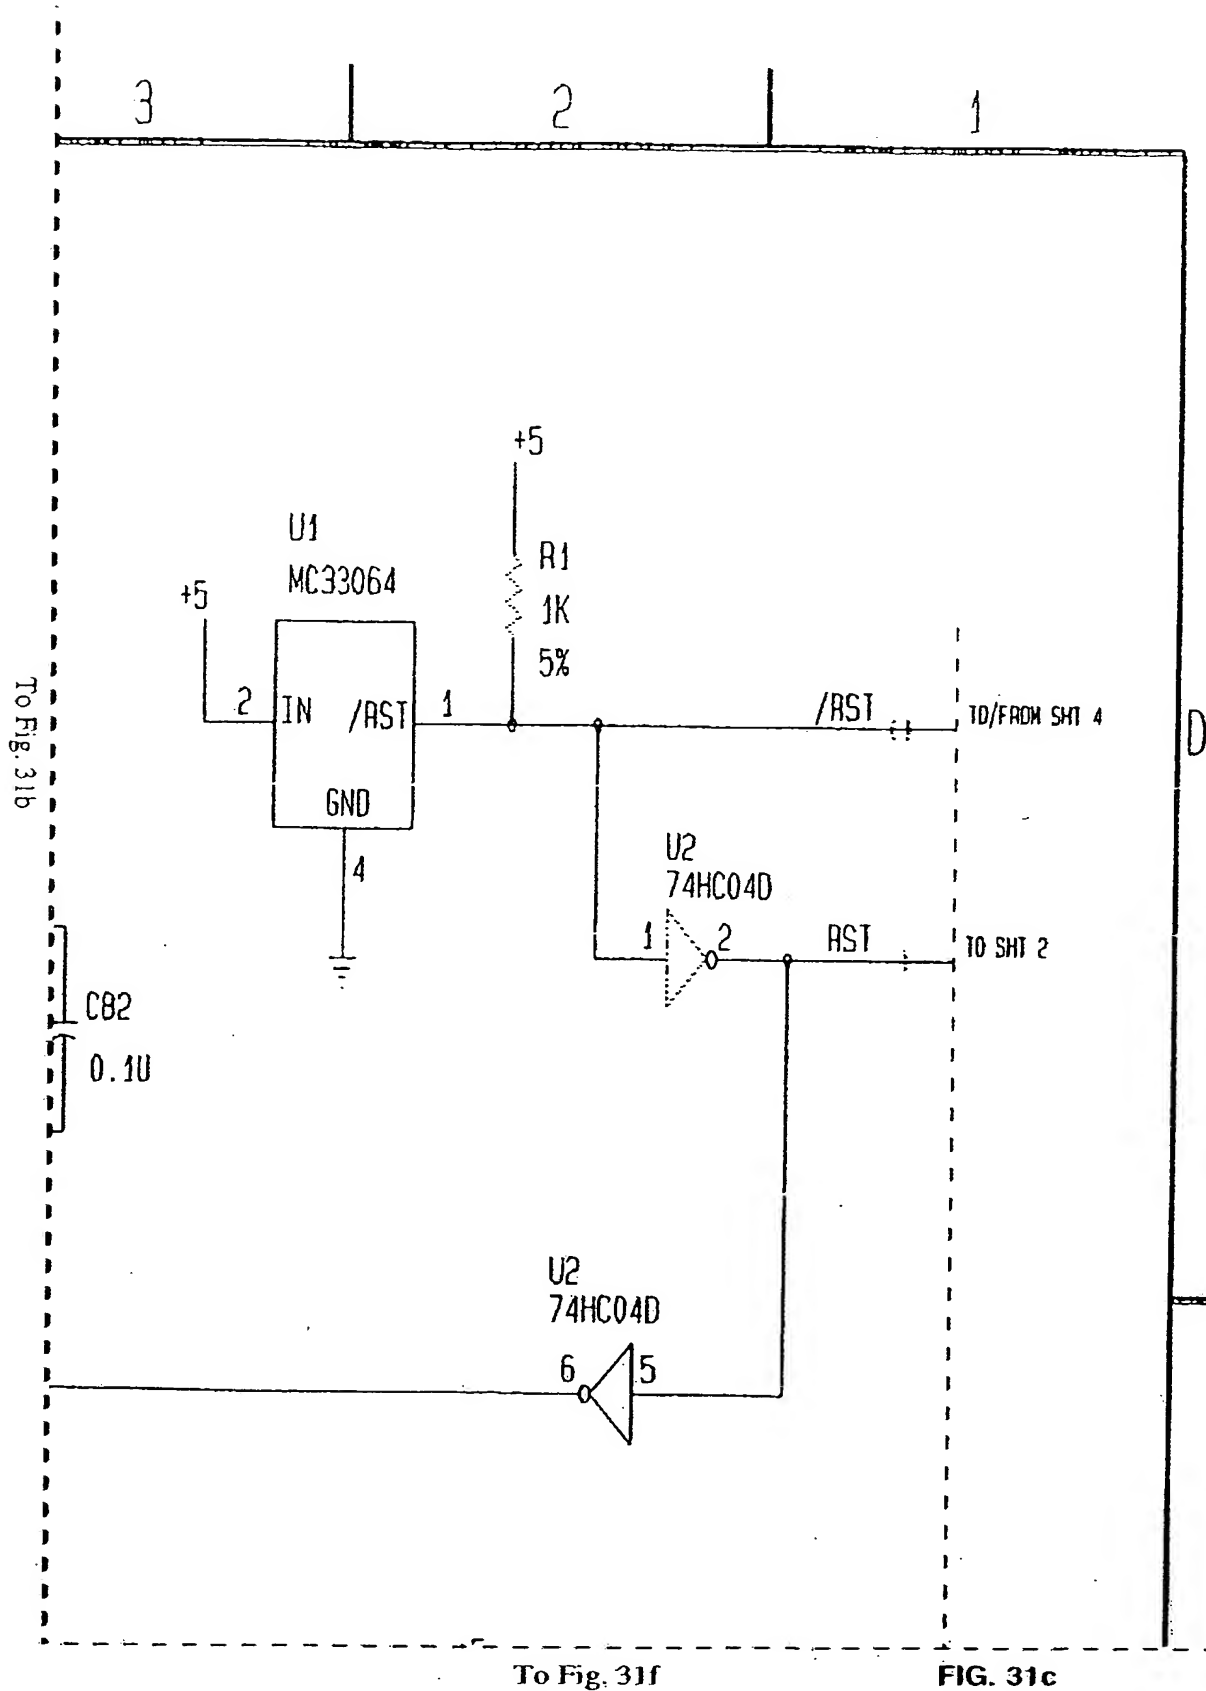 3 2 1
+5
U1
MC33064
R1
1K
5%
+5
2 IN /RST 1
/RST
TO/FROM SHT 4
D
GND
4
To Fig. 31b
U2
74HC04D
1 2
RST
TO SHT 2
C82
0.1U
U2
74HC04D
6 5
To Fig. 31f
FIG. 31c